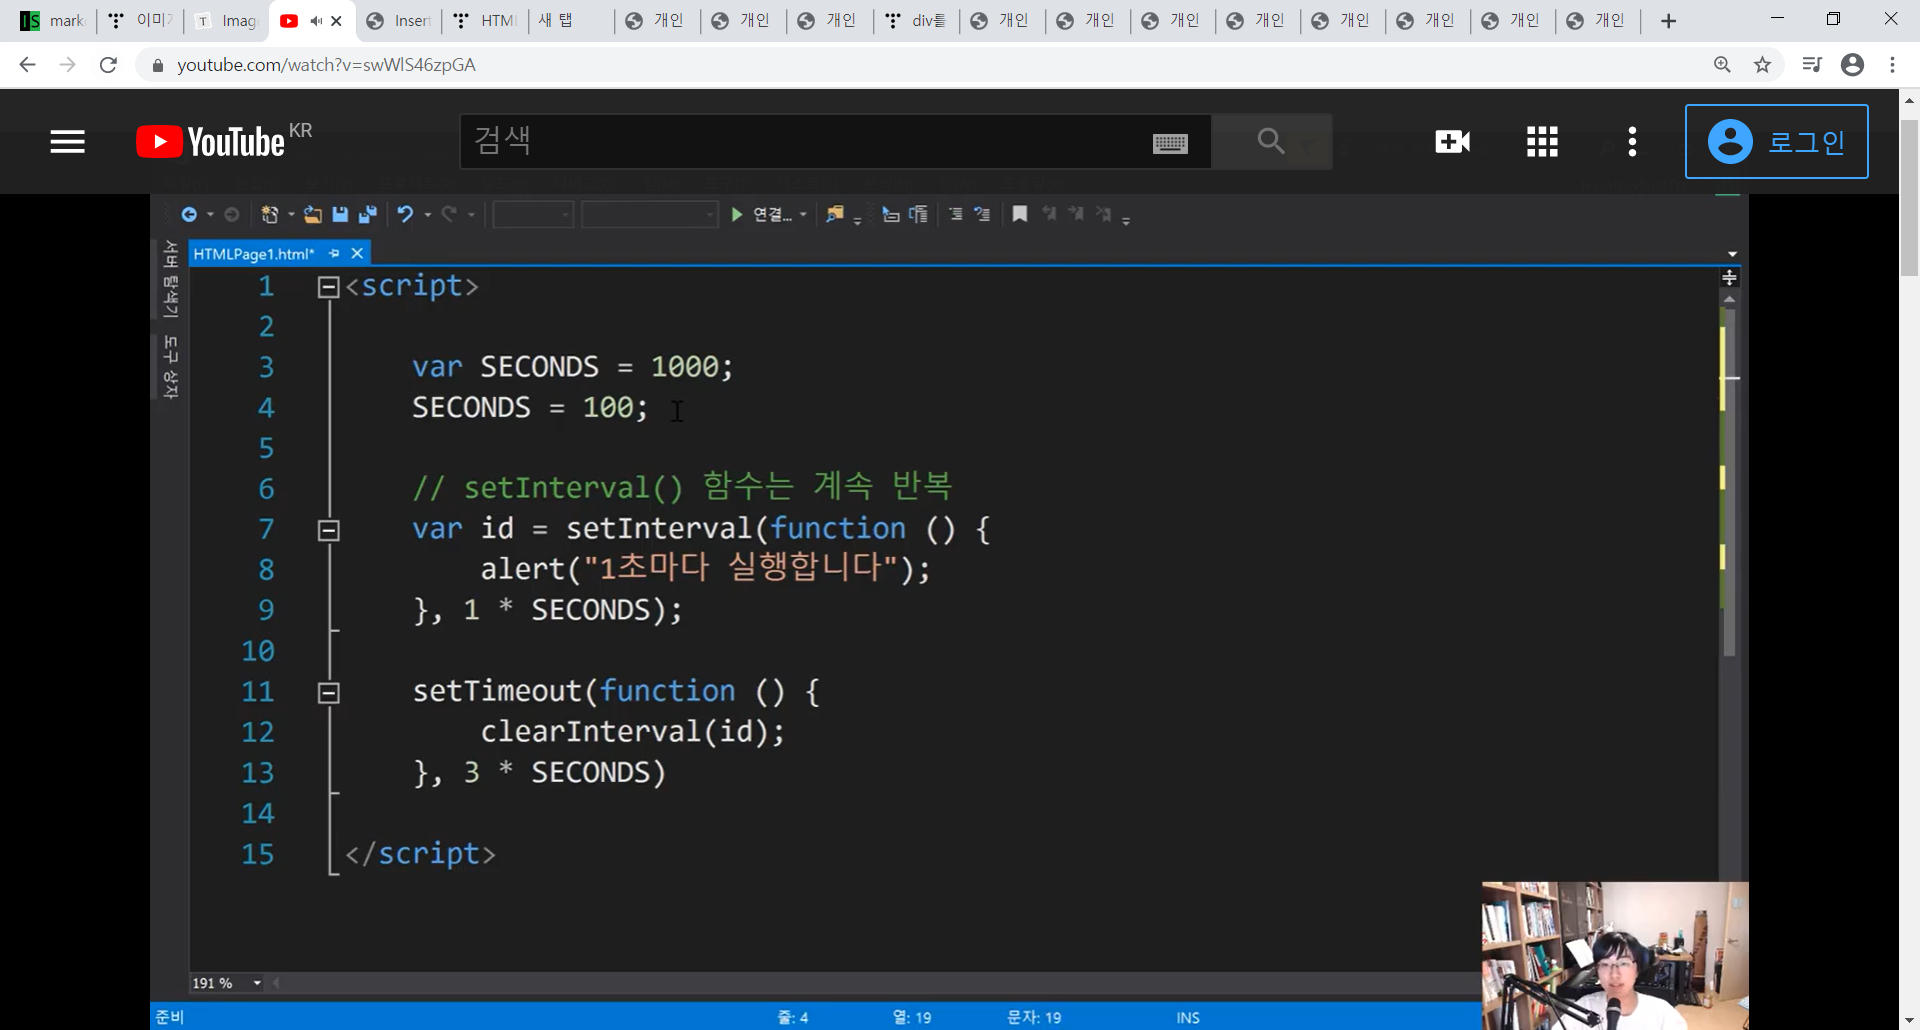 mark
이미지
Imag
Insert
HTML
새 탭
개인
개인
개인
div를
개인
개인
개인
개인
개인
개인
개인
개인
youtube.com/watch?v=swWlS46zpGA
YouTube KR
검색
로그인
연결...
서버 탐색기
도구 상자
HTMLPage1.html*
1 <script>
2
3 var SECONDS = 1000;
4 SECONDS = 100;
5
6 // setInterval() 함수는 계속 반복
7 var id = setInterval(function () {
8 alert("1초마다 실행합니다");
9 }, 1 * SECONDS);
10
11 setTimeout(function () {
12 clearInterval(id);
13 }, 3 * SECONDS)
14
15 </script>
191 %
준비 줄: 4 열: 19 문자: 19 INS